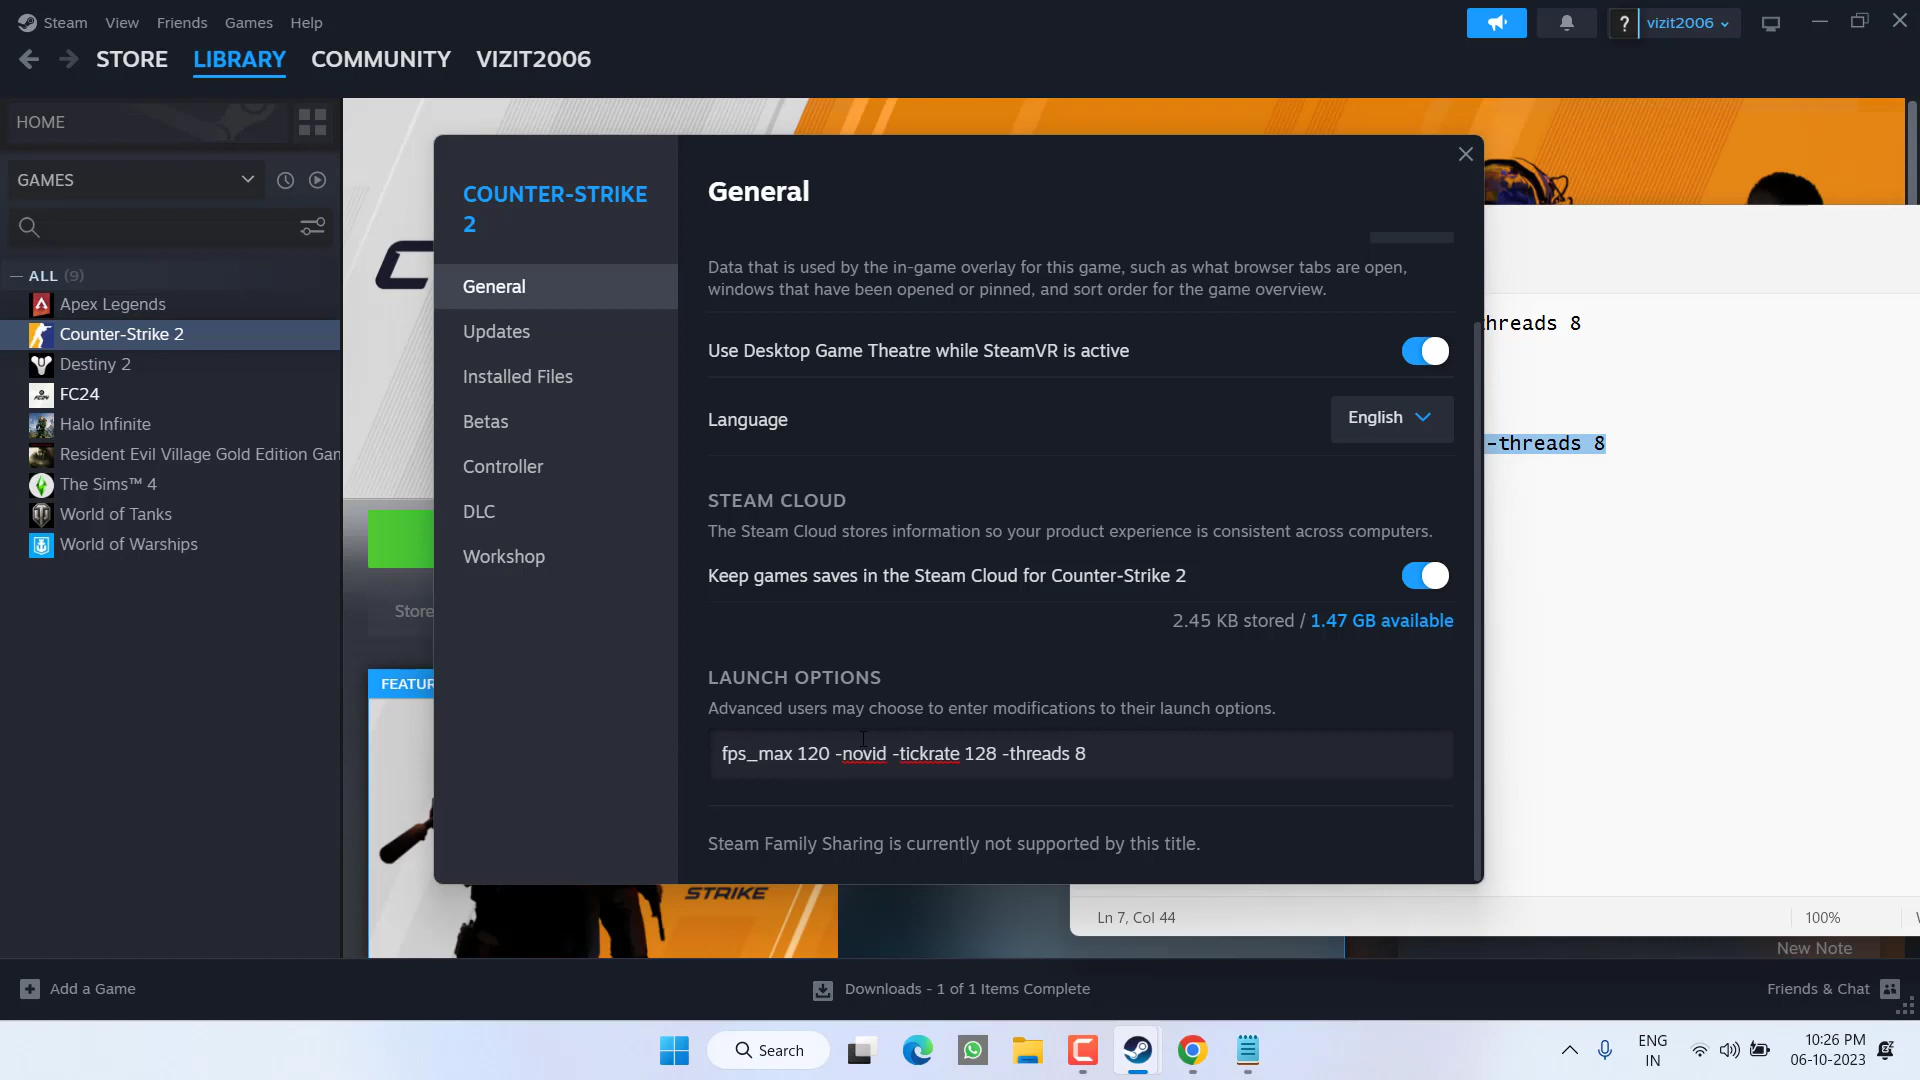 Steam View Friends Games Help
? vizit2006
STORE LIBRARY COMMUNITY VIZIT2006
HOME
GAMES
— ALL (9)
Apex Legends
Counter-Strike 2
Destiny 2
FC24
Halo Infinite
Resident Evil Village Gold Edition Gam
The Sims™ 4
World of Tanks
World of Warships
COUNTER-STRIKE
2
General
Updates
Installed Files
Betas
Controller
DLC
Workshop
General
Data that is used by the in-game overlay for this game, such as what browser tabs are open,
windows that have been opened or pinned, and sort order for the game overview.
Use Desktop Game Theatre while SteamVR is active
Language English
STEAM CLOUD
The Steam Cloud stores information so your product experience is consistent across computers.
Keep games saves in the Steam Cloud for Counter-Strike 2
2.45 KB stored / 1.47 GB available
LAUNCH OPTIONS
Advanced users may choose to enter modifications to their launch options.
fps_max 120 -novid -tickrate 128 -threads 8
Steam Family Sharing is currently not supported by this title.
Store
FEATUR
STRIKE
threads 8
-threads 8
Ln 7, Col 44 100%
New Note
Add a Game
Downloads - 1 of 1 Items Complete
Friends & Chat
Search
ENG
IN
10:26 PM
06-10-2023